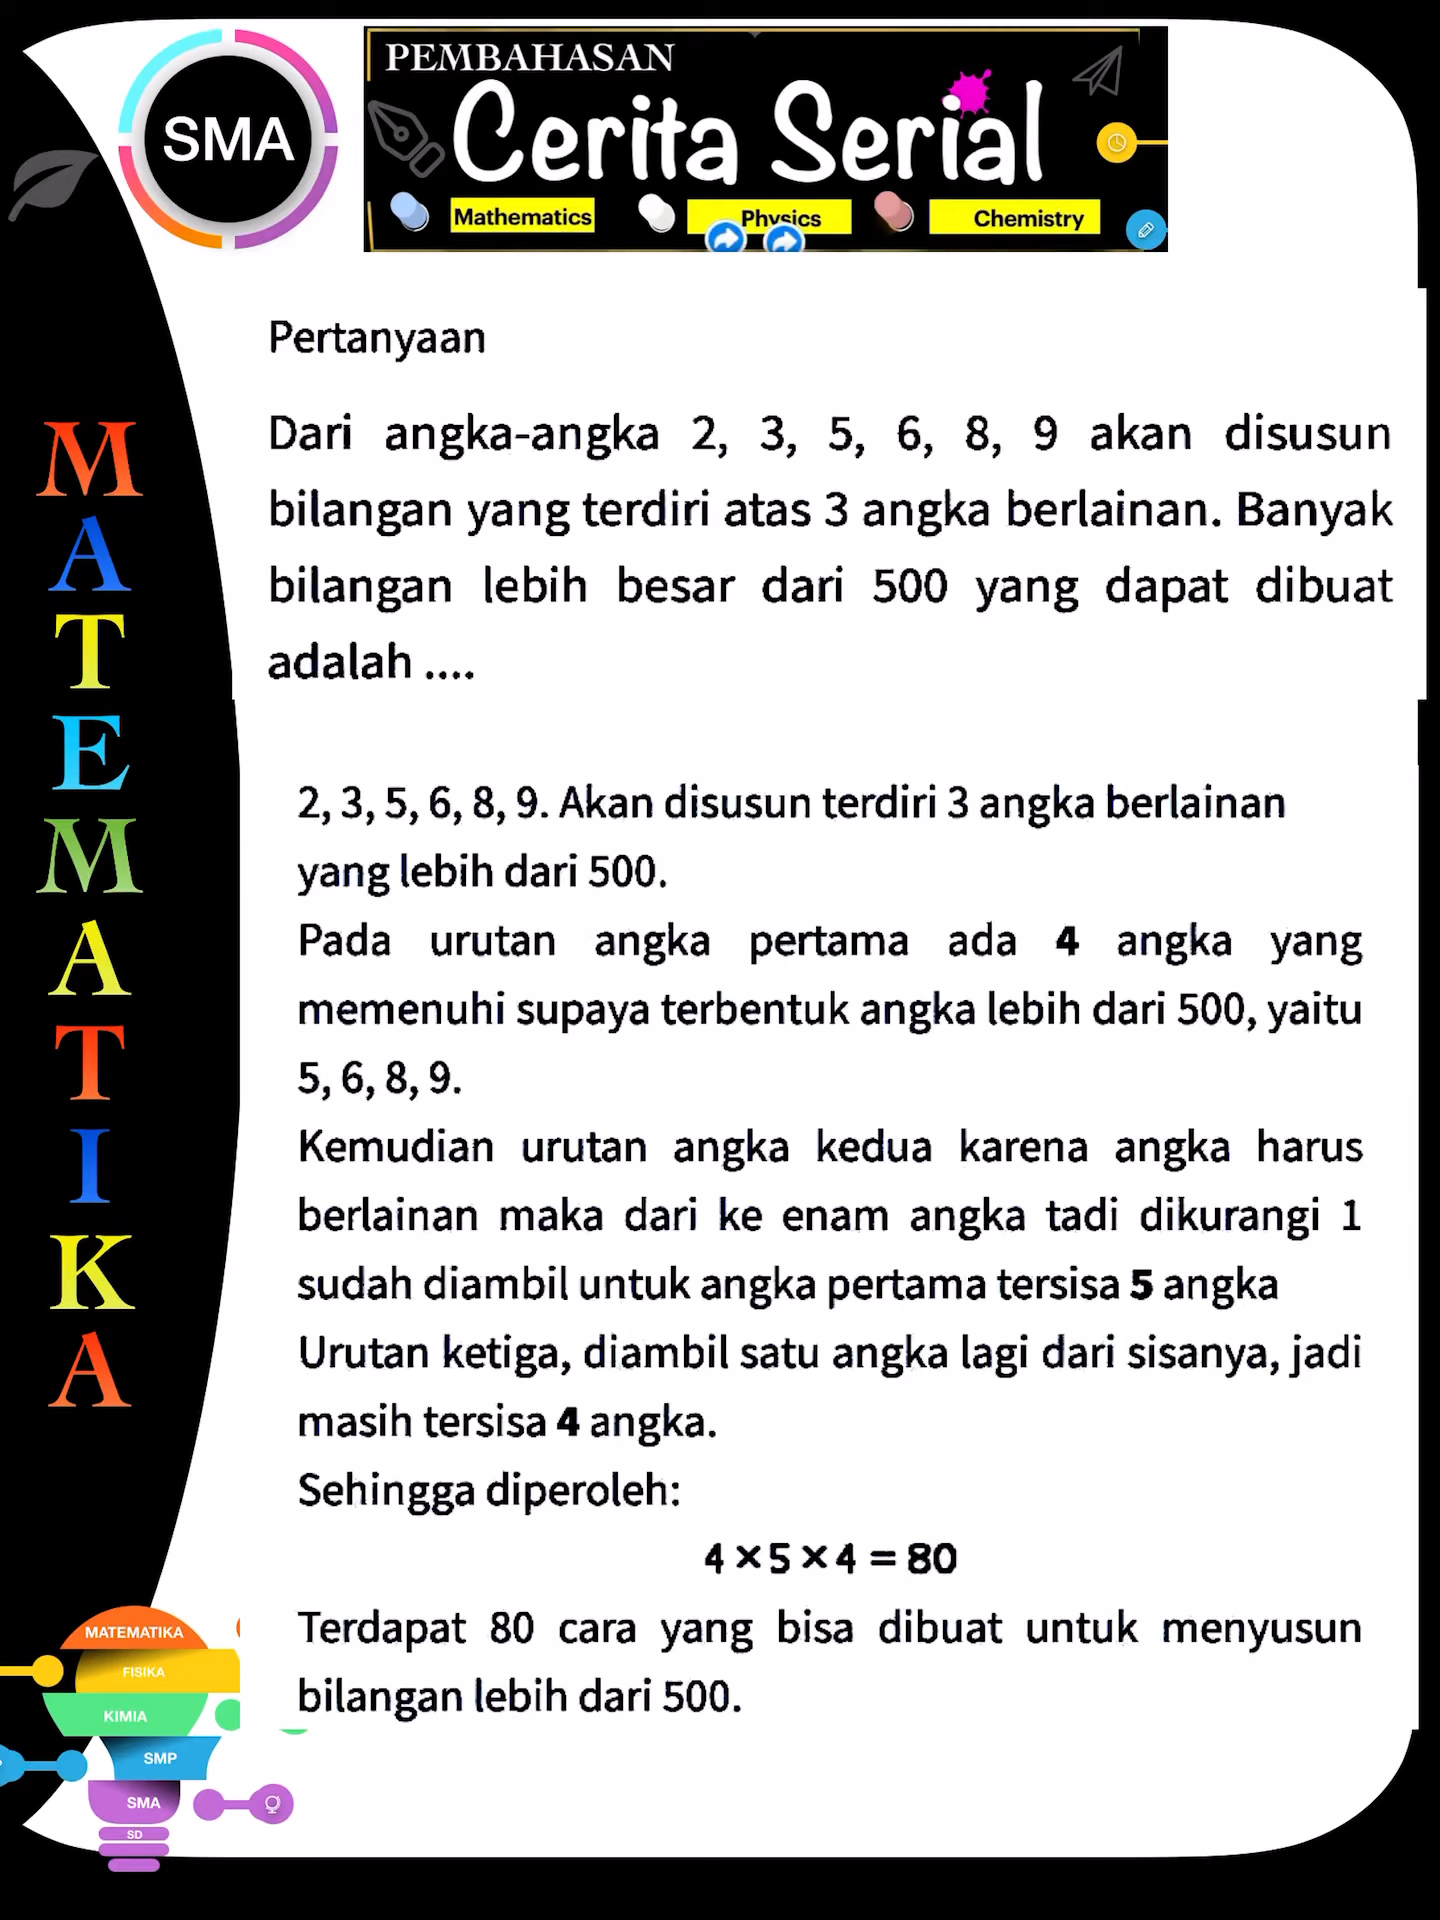 SMA
PEMBAHASAN
Cerita Serial
Mathematics
Physics
Chemistry
MATEMATIKA
Pertanyaan
Dari angka-angka 2, 3, 5, 6, 8, 9 akan disusun
bilangan yang terdiri atas 3 angka berlainan. Banyak
bilangan lebih besar dari 500 yang dapat dibuat
adalah ....
2, 3, 5, 6, 8, 9. Akan disusun terdiri 3 angka berlainan
yang lebih dari 500.
Pada urutan angka pertama ada 4 angka yang
memenuhi supaya terbentuk angka lebih dari 500, yaitu
5, 6, 8, 9.
Kemudian urutan angka kedua karena angka harus
berlainan maka dari ke enam angka tadi dikurangi 1
sudah diambil untuk angka pertama tersisa 5 angka
Urutan ketiga, diambil satu angka lagi dari sisanya, jadi
masih tersisa 4 angka.
Sehingga diperoleh:
4 × 5 × 4 = 80
Terdapat 80 cara yang bisa dibuat untuk menyusun
bilangan lebih dari 500.
MATEMATIKA
FISIKA
KIMIA
SMP
SMA
SD